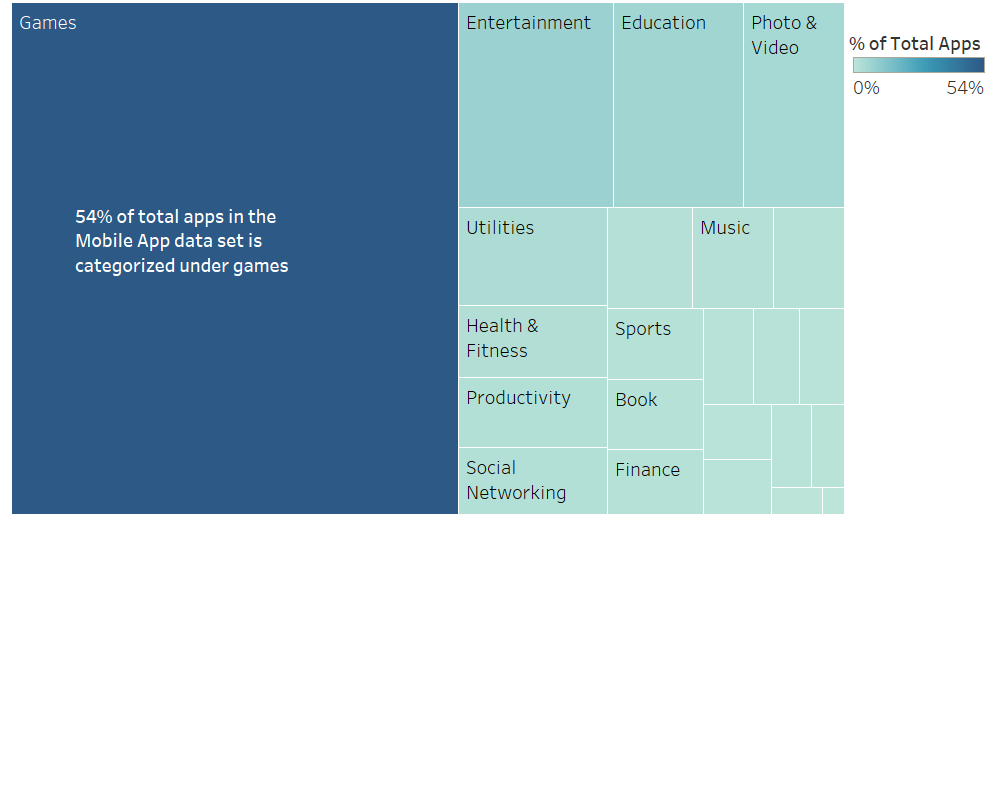 Games
54% of total apps in the
Mobile App data set is
categorized under games
Entertainment
Education
Photo &
Video
Utilities
Music
Health &
Fitness
Sports
Productivity
Book
Social
Networking
Finance
% of Total Apps
0%
54%